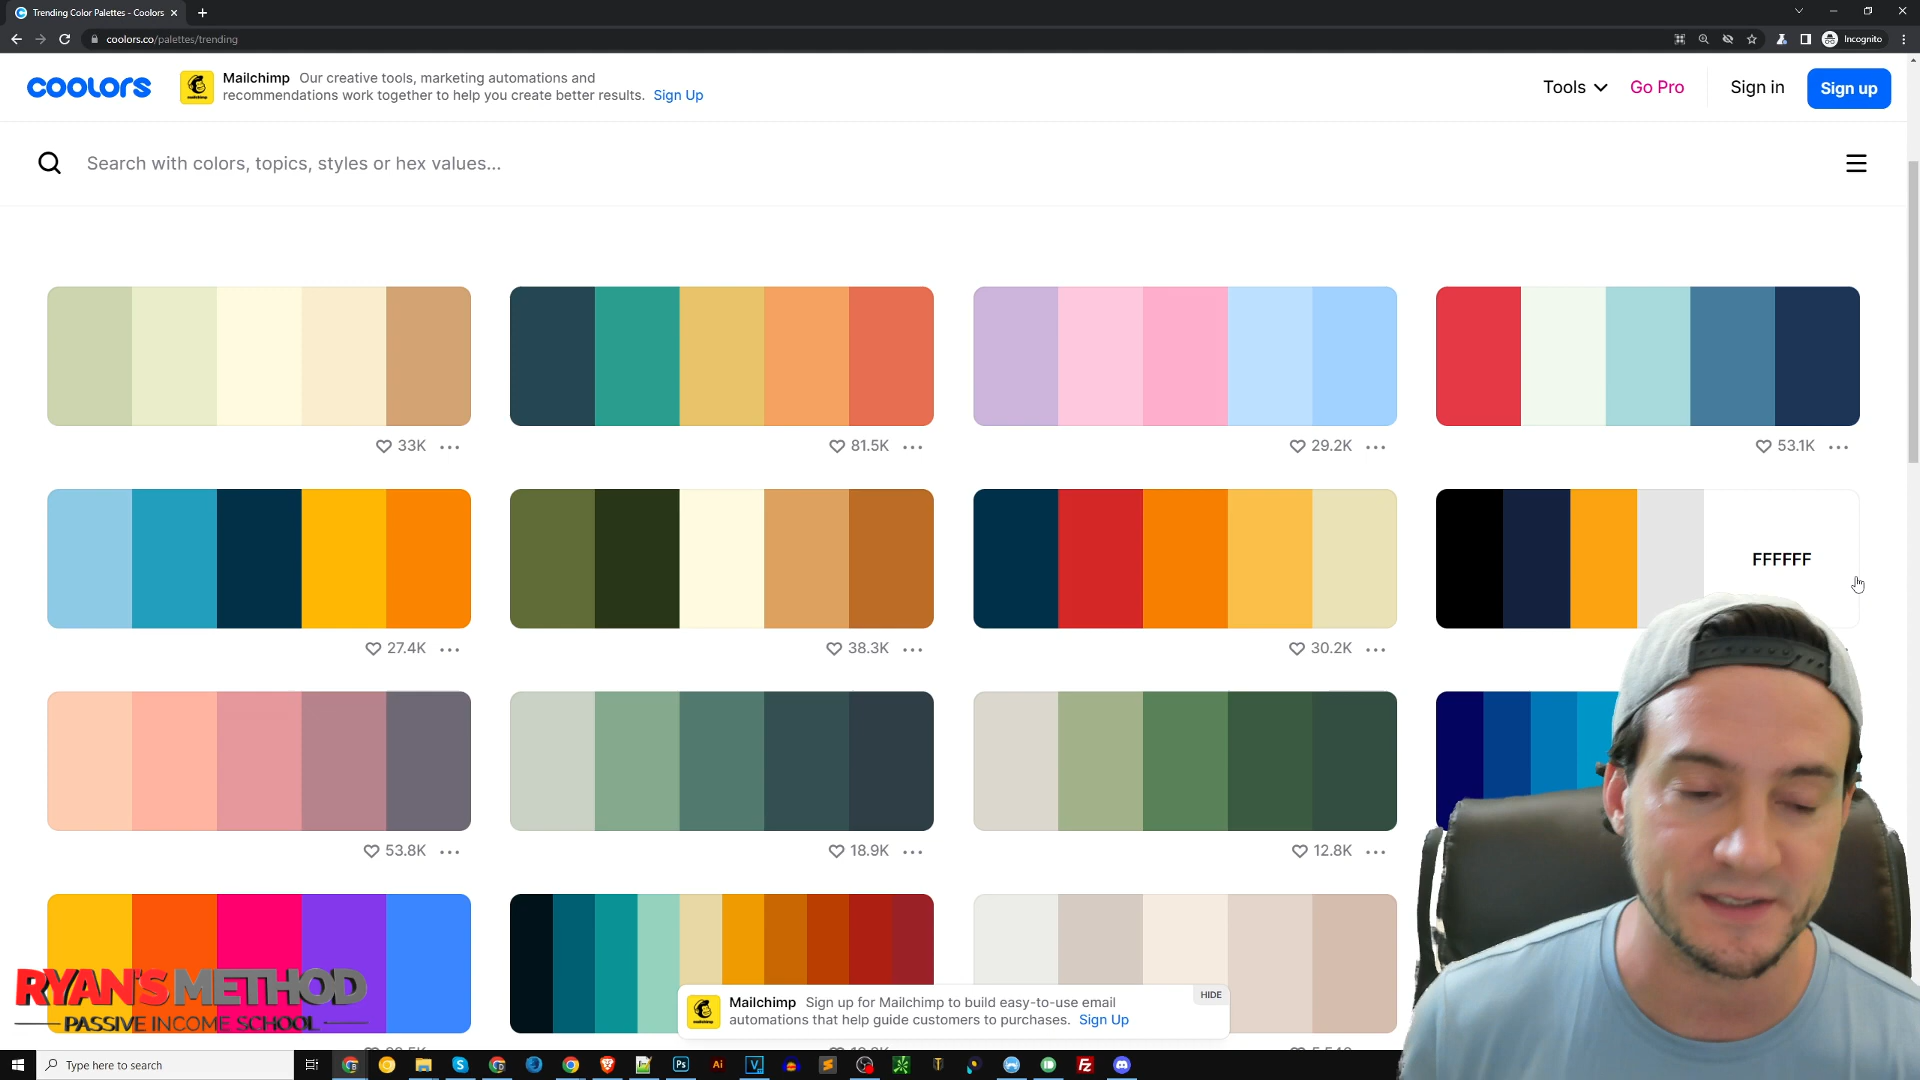 Trending Color Palettes - Coolors
coolors.co/palettes/trending
Incognito
coolors
Mailchimp Our creative tools, marketing automations and
recommendations work together to help you create better results. Sign Up
Tools
Go Pro
Sign in
Sign up
Search with colors, topics, styles or hex values...
33K
81.5K
29.2K
53.1K
27.4K
38.3K
30.2K
FFFFFF
53.8K
18.9K
12.8K
RYAN'S METHOD
PASSIVE INCOME SCHOOL
Mailchimp Sign up for Mailchimp to build easy-to-use email
automations that help guide customers to purchases. Sign Up
HIDE
Type here to search
Ps
Ai
V
T
Fz